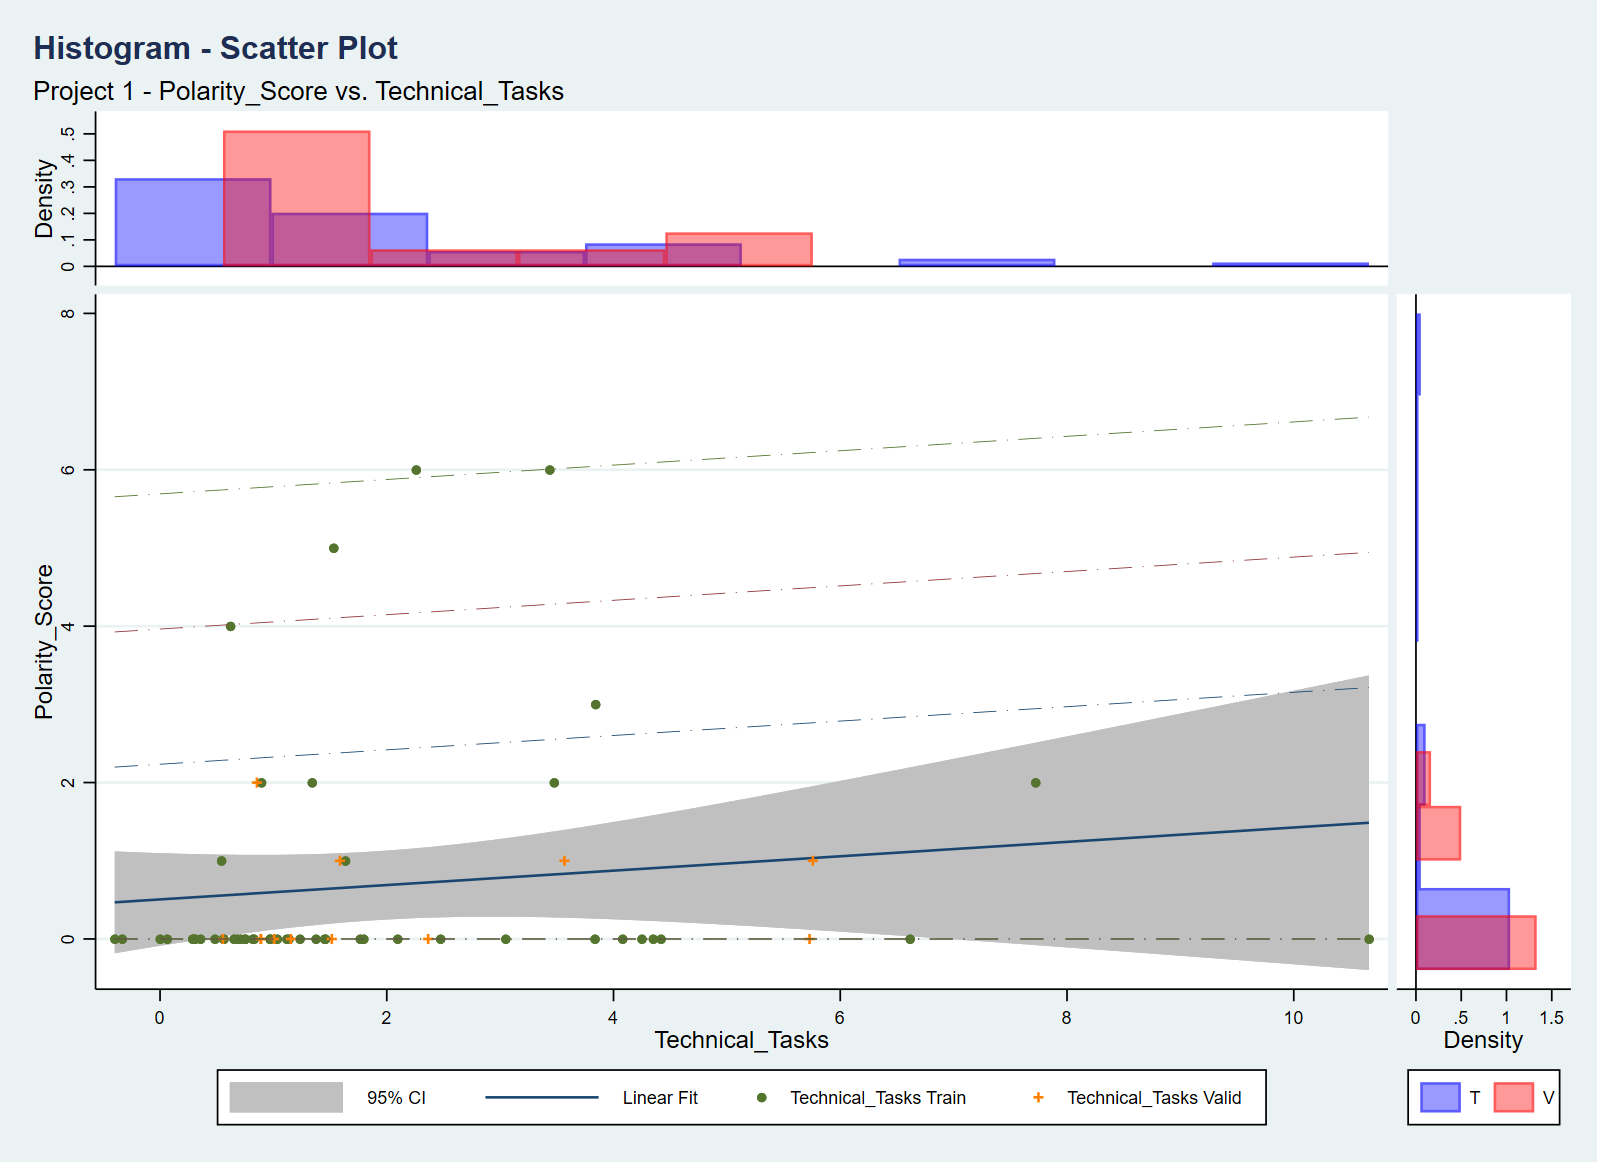 Histogram - Scatter Plot
Project 1 - Polarity_Score vs. Technical_Tasks
Density
.5
.4
.3
.2
.1
0
Polarity_Score
8
6
4
2
0
0 2 4 6 8 10
Technical_Tasks
0 .5 1 1.5
Density
95% CI Linear Fit Technical_Tasks Train Technical_Tasks Valid
T V